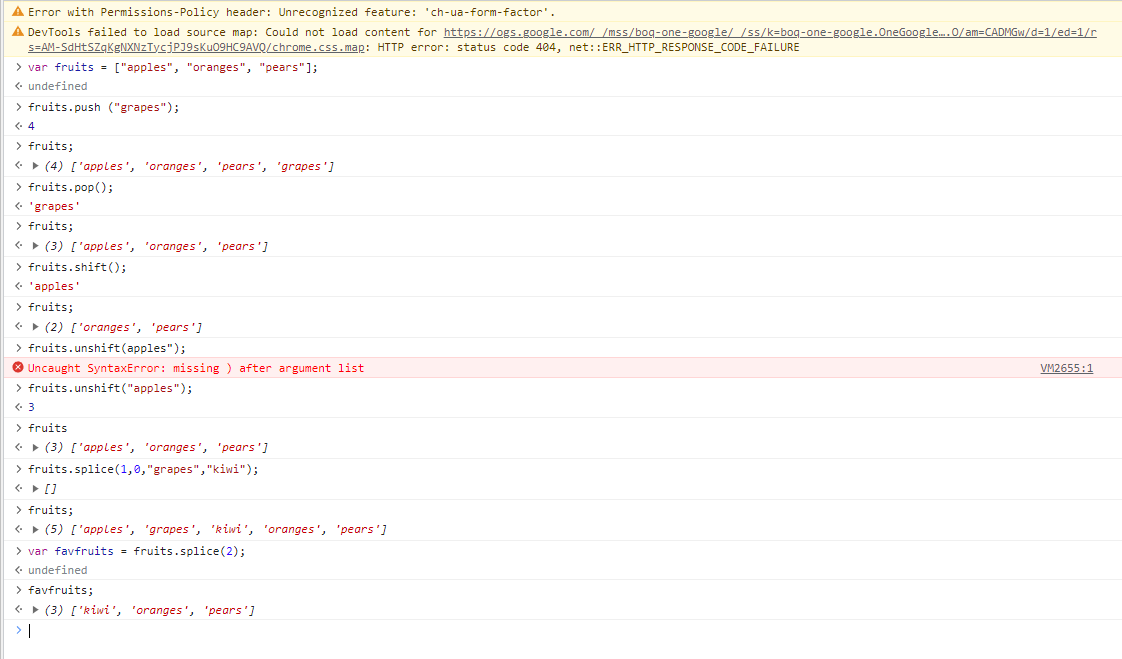 Error with Permissions-Policy header: Unrecognized feature: 'ch-ua-form-factor'.
DevTools failed to load source map: Could not load content for https://ogs.google.com/_/mss/boq-one-google/_/ss/k=boq-one-google.OneGoogle….O/am=CADMGw/d=1/ed=1/r
s=AM-SdHtSZqKgNXNzTycjPJ9sKuO9HC9AVQ/chrome.css.map: HTTP error: status code 404, net::ERR_HTTP_RESPONSE_CODE_FAILURE
> var fruits = ["apples", "oranges", "pears"];
< undefined
> fruits.push ("grapes");
< 4
> fruits;
< ▶ (4) ['apples', 'oranges', 'pears', 'grapes']
> fruits.pop();
< 'grapes'
> fruits;
< ▶ (3) ['apples', 'oranges', 'pears']
> fruits.shift();
< 'apples'
> fruits;
< ▶ (2) ['oranges', 'pears']
> fruits.unshift(apples");
Uncaught SyntaxError: missing ) after argument list VM2655:1
> fruits.unshift("apples");
< 3
> fruits
< ▶ (3) ['apples', 'oranges', 'pears']
> fruits.splice(1,0,"grapes","kiwi");
< ▶ []
> fruits;
< ▶ (5) ['apples', 'grapes', 'kiwi', 'oranges', 'pears']
> var favfruits = fruits.splice(2);
< undefined
> favfruits;
< ▶ (3) ['kiwi', 'oranges', 'pears']
>